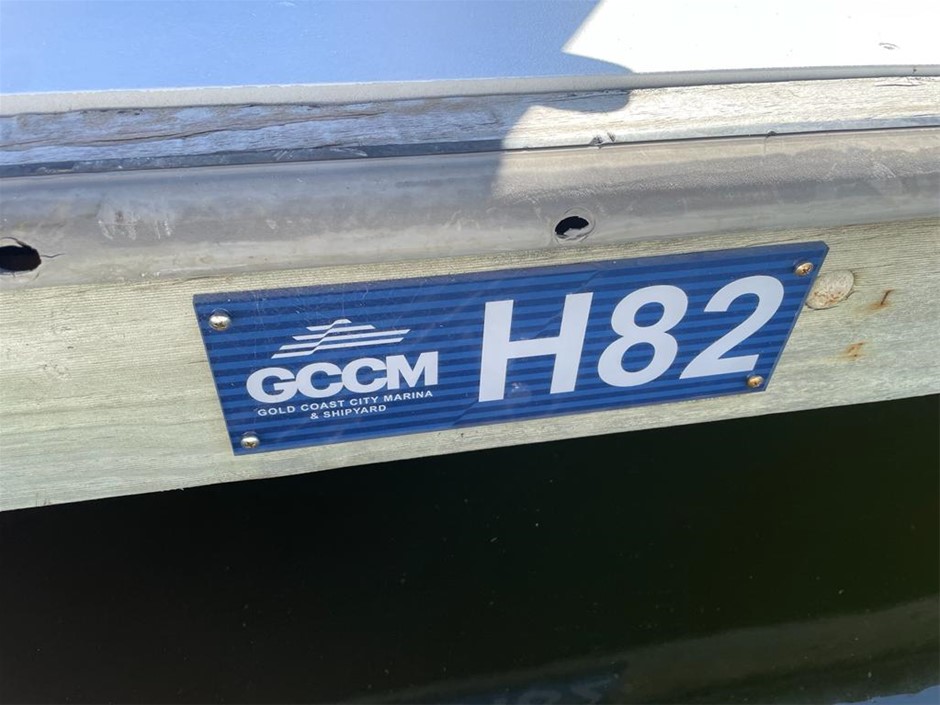 GCCM
GOLD COAST CITY MARINA
& SHIPYARD
H82